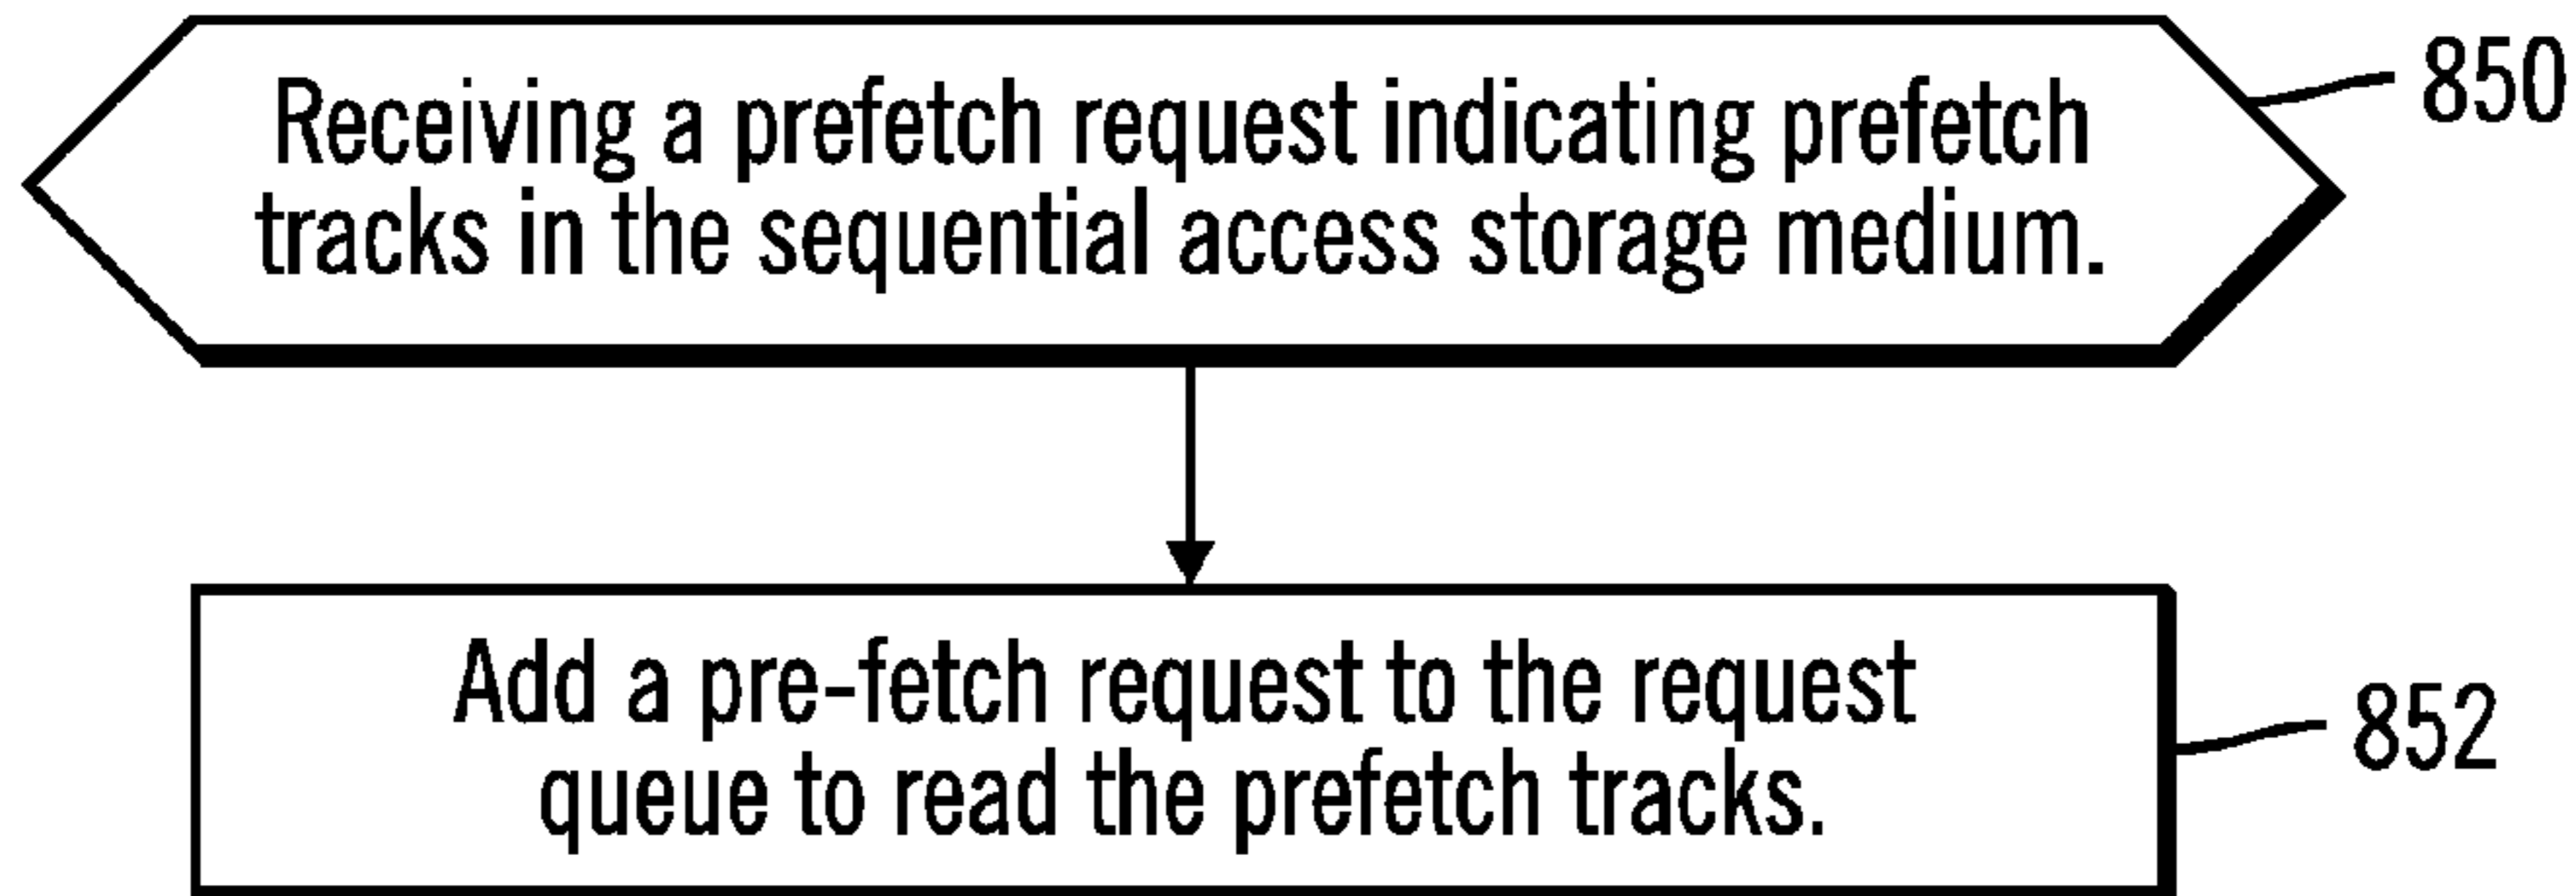 Receiving a prefetch request indicating prefetch
tracks in the sequential access storage medium.
850
Add a pre-fetch request to the request
queue to read the prefetch tracks.
852